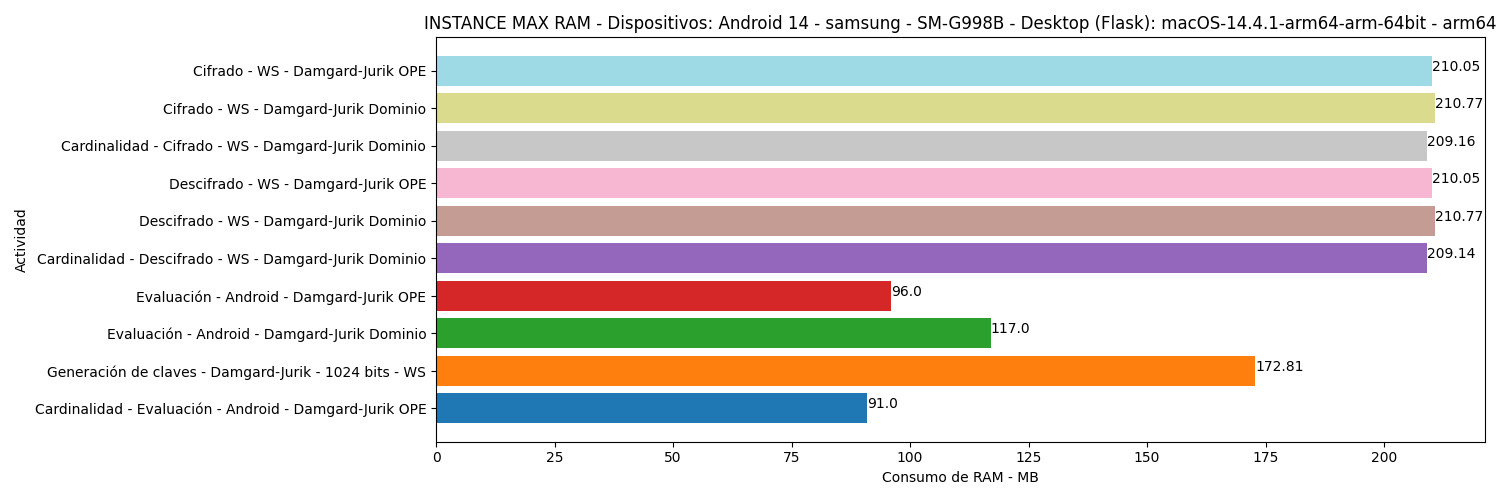 INSTANCE MAX RAM - Dispositivos: Android 14 - samsung - SM-G998B - Desktop (Flask): macOS-14.4.1-arm64-arm-64bit - arm64
Actividad
Cifrado - WS - Damgard-Jurik OPE 210.05
Cifrado - WS - Damgard-Jurik Dominio 210.77
Cardinalidad - Cifrado - WS - Damgard-Jurik Dominio 209.16
Descifrado - WS - Damgard-Jurik OPE 210.05
Descifrado - WS - Damgard-Jurik Dominio 210.77
Cardinalidad - Descifrado - WS - Damgard-Jurik Dominio 209.14
Evaluación - Android - Damgard-Jurik OPE 96.0
Evaluación - Android - Damgard-Jurik Dominio 117.0
Generación de claves - Damgard-Jurik - 1024 bits - WS 172.81
Cardinalidad - Evaluación - Android - Damgard-Jurik OPE 91.0
0 25 50 75 100 125 150 175 200
Consumo de RAM - MB